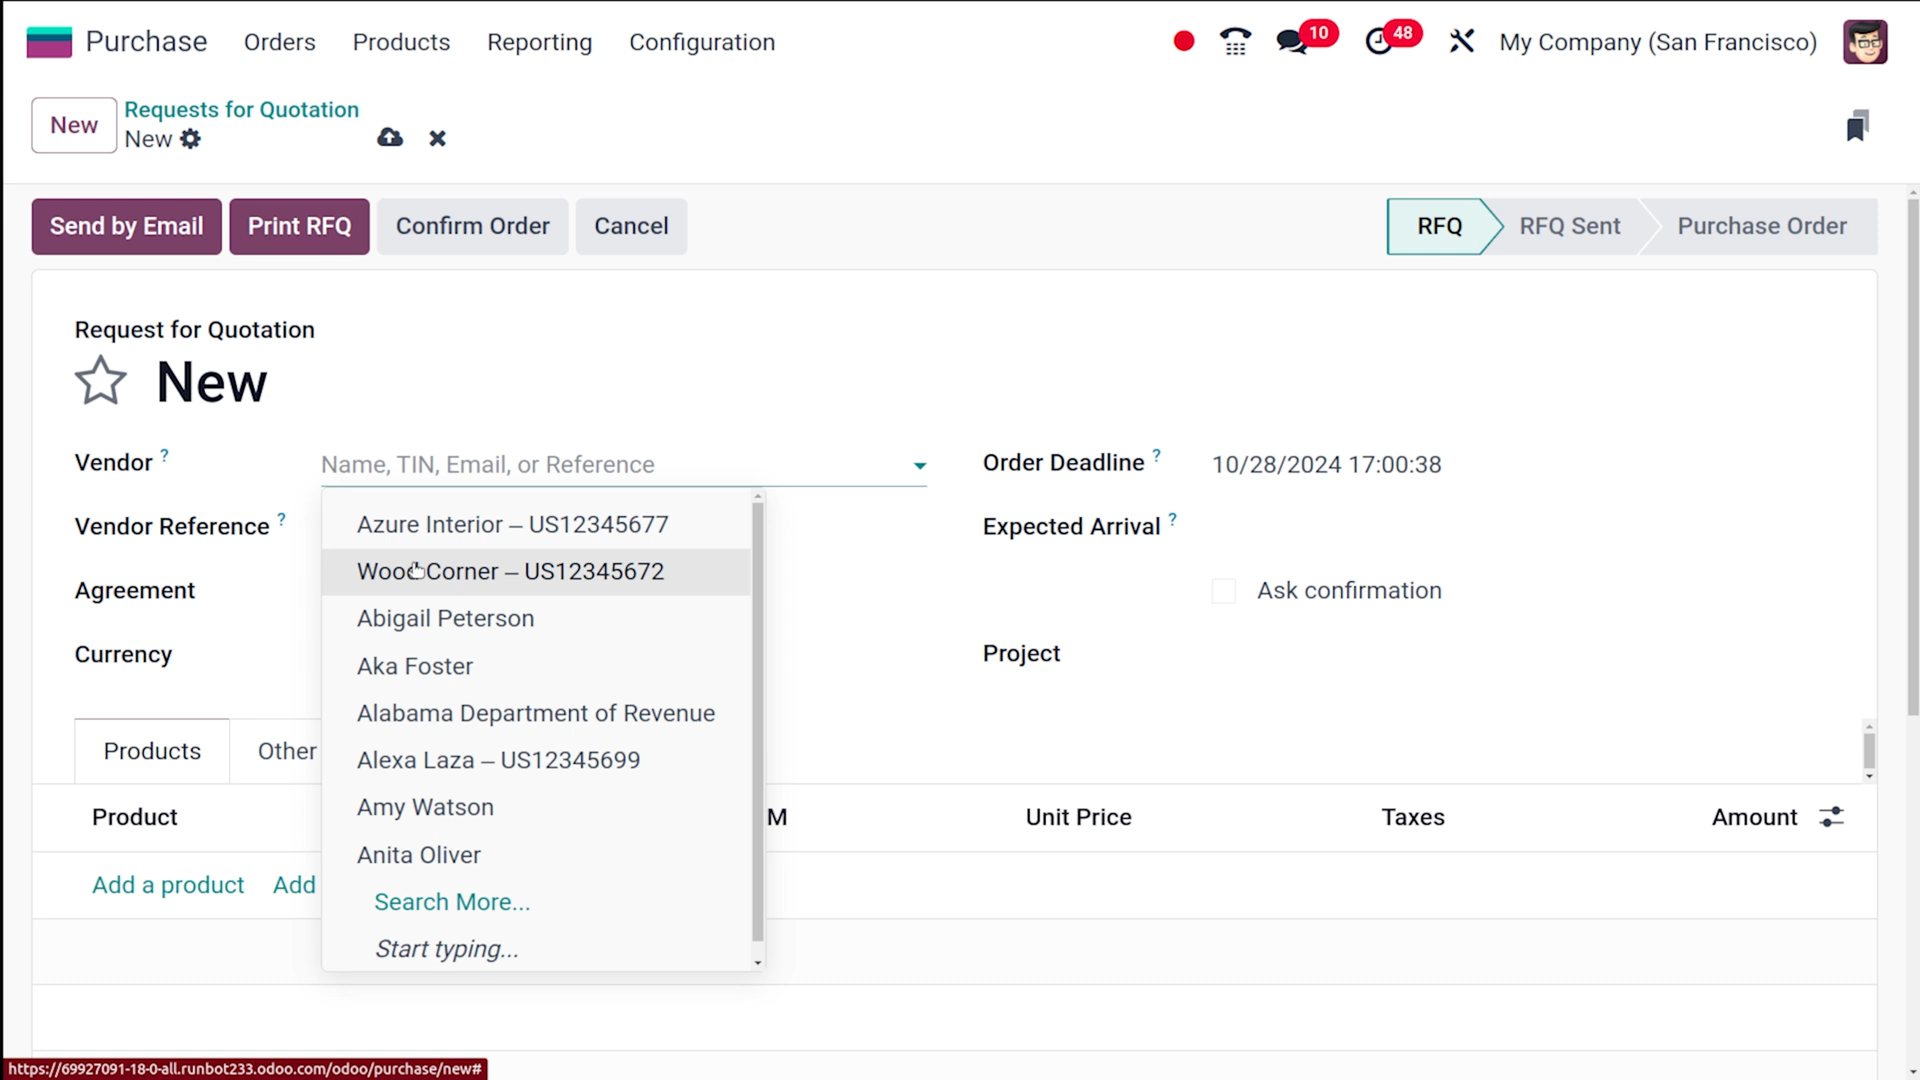 Purchase Orders Products Reporting Configuration 10 48 My Company (San Francisco)
New Requests for Quotation
New
Send by Email Print RFQ Confirm Order Cancel RFQ RFQ Sent Purchase Order
Request for Quotation
New
Vendor ? Name, TIN, Email, or Reference Order Deadline ? 10/28/2024 17:00:38
Azure Interior – US12345677
Vendor Reference ? Expected Arrival ?
Wood Corner – US12345672
Agreement Ask confirmation
Abigail Peterson
Currency Aka Foster Project
Alabama Department of Revenue
Products Other Alexa Laza – US12345699
Amy Watson
Product M Unit Price Taxes Amount
Anita Oliver
Add a product Add
Search More...
Start typing...
https://69927091-18-0-all.runbot233.odoo.com/odoo/purchase/new#